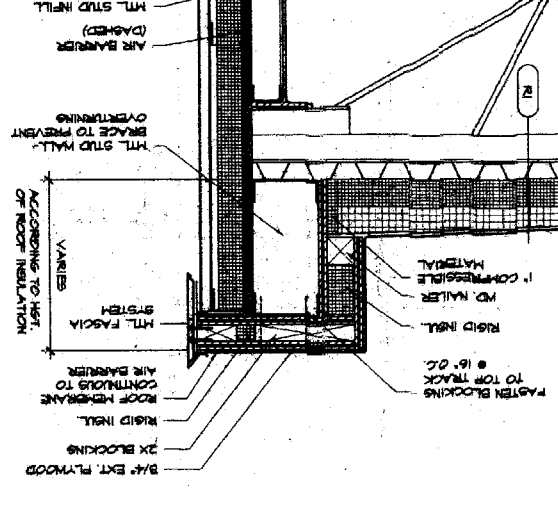 3/4" EXT. PLYWOOD
2X BLOCKING
RIGID INSUL.
ROOF MEMBRANE
CONTINUOUS TO
AIR BARRIER
MTL. FASCIA
SYSTEM
FASTEN BLOCKING
TO TOP TRACK
@ 16" O.C.
RIGID INSUL.
WD. NAILER
1" COMPRESSIBLE
MATERIAL
VARIES
ACCORDING TO HGT.
OF ROOF INSULATION
MTL. STUD WALL
BRACE TO PREVENT
OVERTURNING
AIR BARRIER
(DASHED)
MTL. STUD
INFILL